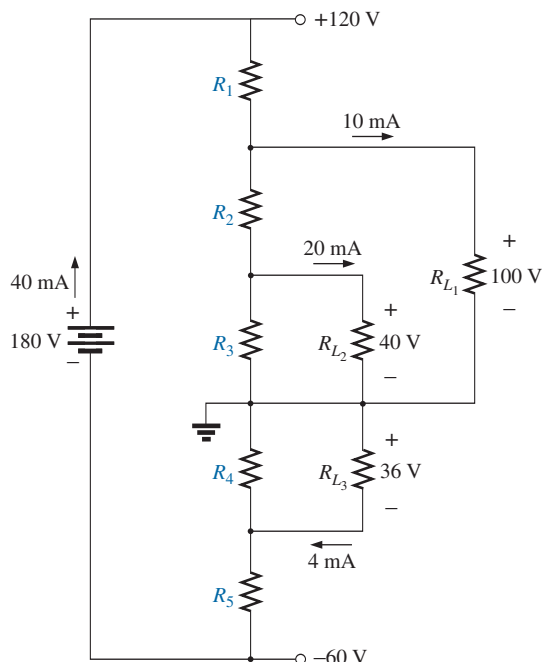 +120 V
R1
10 mA
R2
20 mA
+
40 mA
+
RL1 100 V
180 V
−
+
R3
RL2 40 V
−
−
+
R4
RL3 36 V
−
4 mA
R5
−60 V